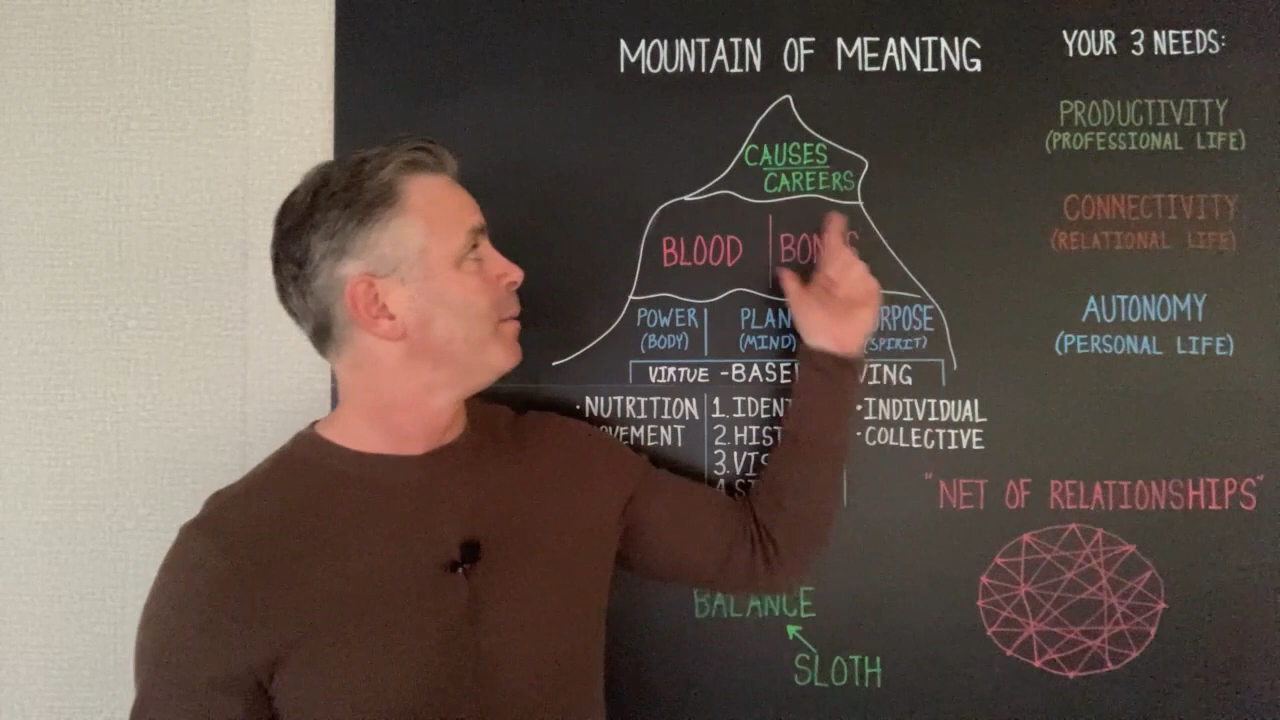 MOUNTAIN OF MEANING
CAUSES
CAREERS
BLOOD
POWER
(BODY)
(MIND)
(SPIRIT)
VIRTUE
·NUTRITION
1.
2.
3.
·INDIVIDUAL
·COLLECTIVE
BALANCE
SLOTH
YOUR 3 NEEDS:
PRODUCTIVITY
(PROFESSIONAL LIFE)
CONNECTIVITY
(RELATIONAL LIFE)
AUTONOMY
(PERSONAL LIFE)
"NET OF RELATIONSHIPS"